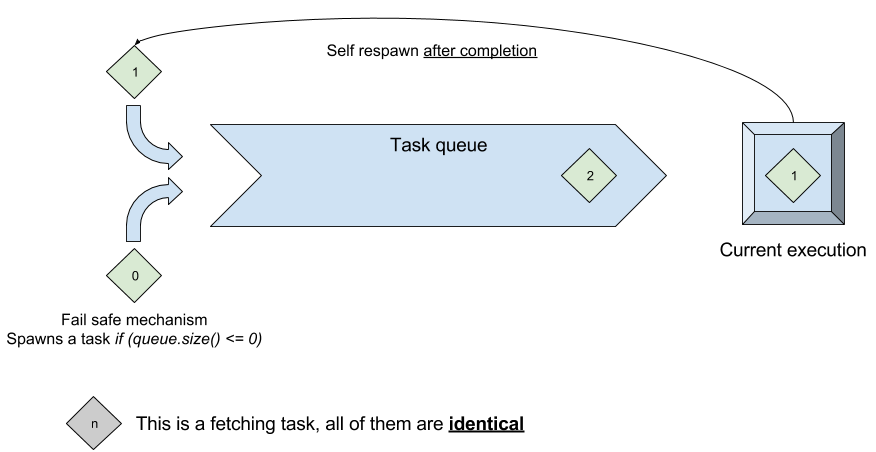 Self respawn after completion
1
Task queue
2
1
Current execution
0
Fail safe mechanism
Spawns a task if (queue.size() <= 0)
n
This is a fetching task, all of them are identical